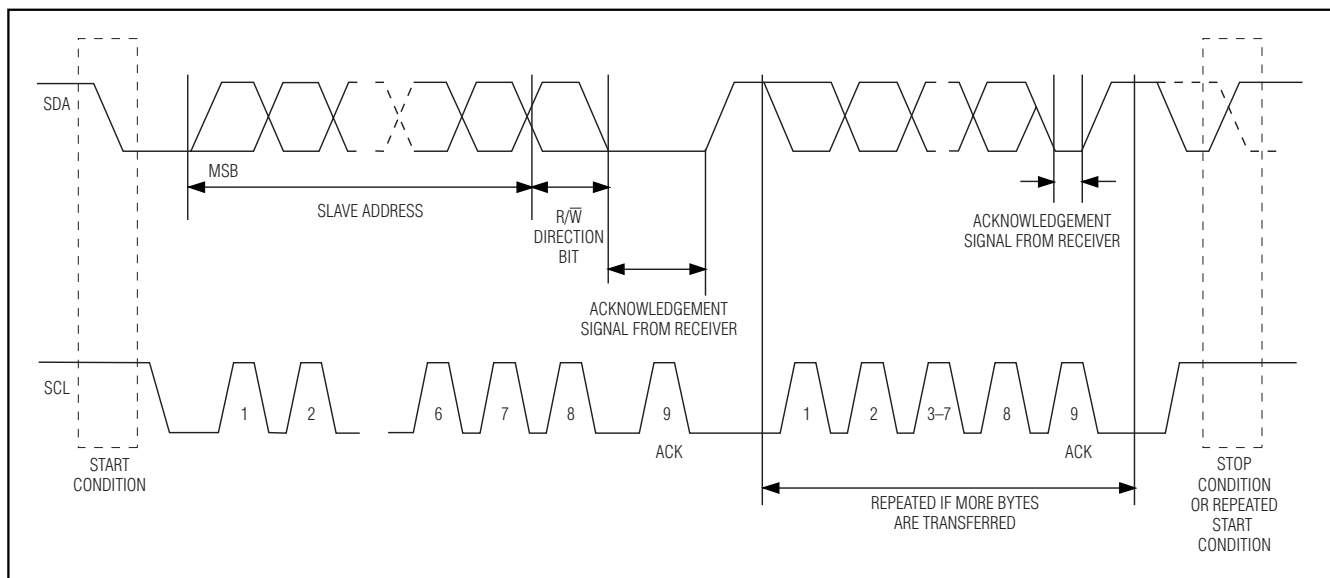 SDA
MSB
SLAVE ADDRESS
R/W̅
DIRECTION
BIT
ACKNOWLEDGEMENT
SIGNAL FROM RECEIVER
ACKNOWLEDGEMENT
SIGNAL FROM RECEIVER
SCL
1 2 6 7 8 9 1 2 3–7 8 9
ACK ACK
START
CONDITION
REPEATED IF MORE BYTES
ARE TRANSFERRED
STOP
CONDITION
OR REPEATED
START
CONDITION